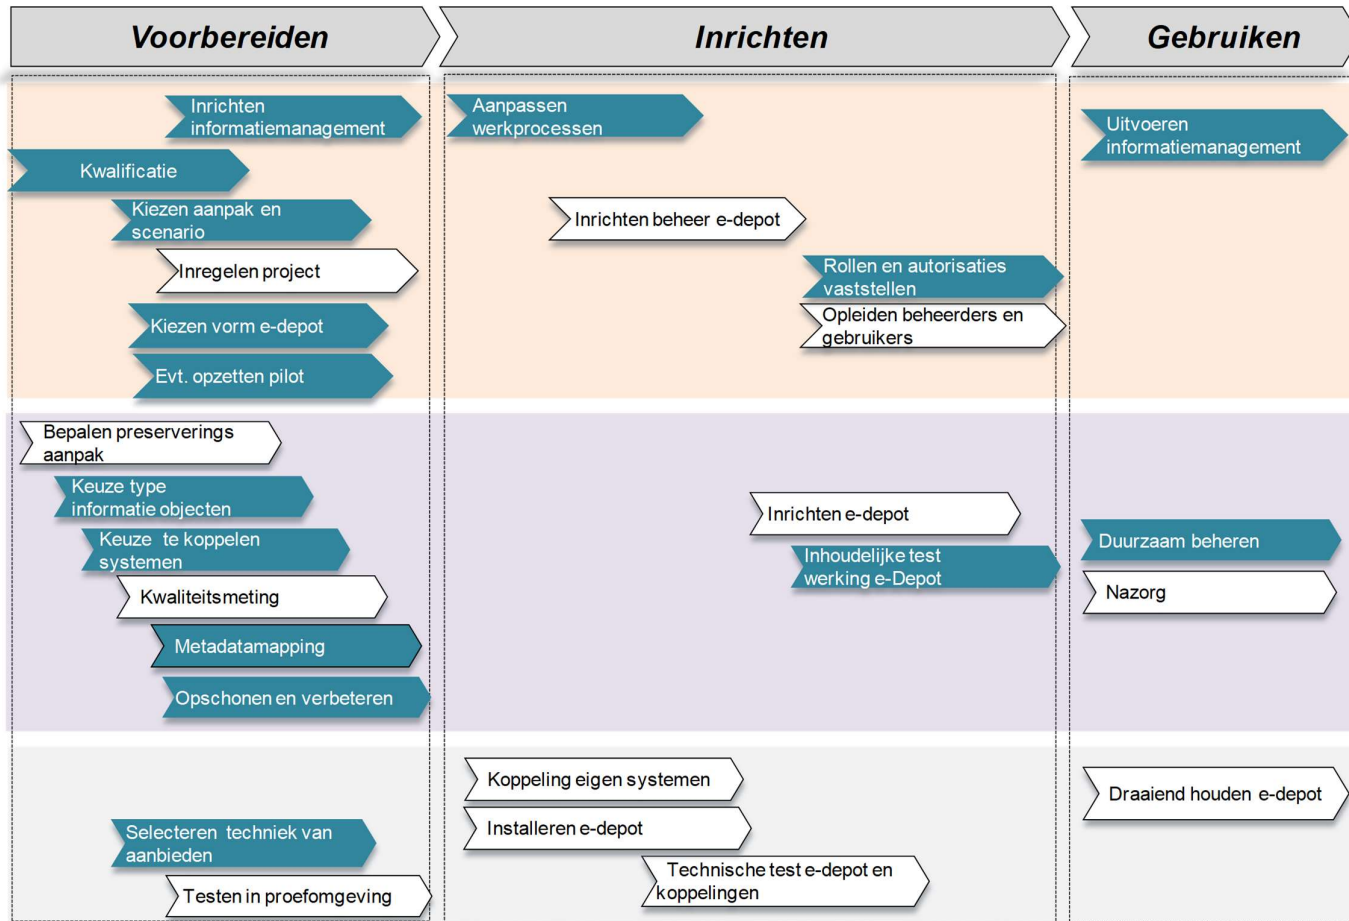 Voorbereiden
Inrichten
Gebruiken
Inrichten
informatiemanagement
Kwalificatie
Kiezen aanpak en
scenario
Inregelen project
Kiezen vorm e-depot
Evt. opzetten pilot
Aanpassen
werkprocessen
Inrichten beheer e-depot
Rollen en autorisaties
vaststellen
Opleiden beheerders en
gebruikers
Uitvoeren
informatiemanagement
Bepalen preserverings
aanpak
Keuze type
informatie objecten
Keuze te koppelen
systemen
Kwaliteitsmeting
Metadatamapping
Opschonen en verbeteren
Inrichten e-depot
Inhoudelijke test
werking e-Depot
Duurzaam beheren
Nazorg
Selecteren techniek van
aanbieden
Testen in proefomgeving
Koppeling eigen systemen
Installeren e-depot
Technische test e-depot en
koppelingen
Draaiend houden e-depot